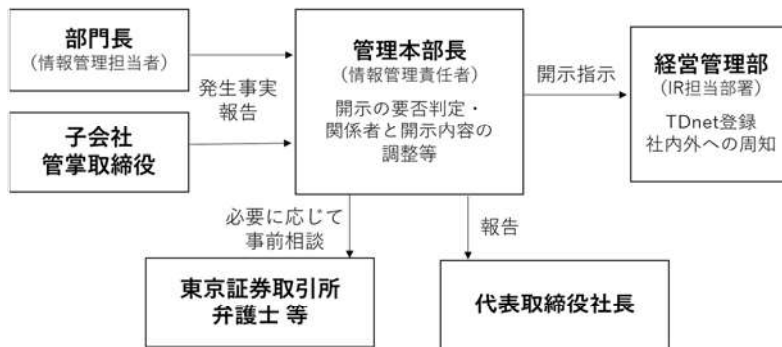 部門長
（情報管理担当者）
発生事実
報告
子会社
管掌取締役
管理本部長
（情報管理責任者）
開示の要否判定・
関係者と開示内容の
調整等
開示指示
経営管理部
（IR担当部署）
TDnet登録
社内外への周知
必要に応じて
事前相談
報告
東京証券取引所
弁護士 等
代表取締役社長